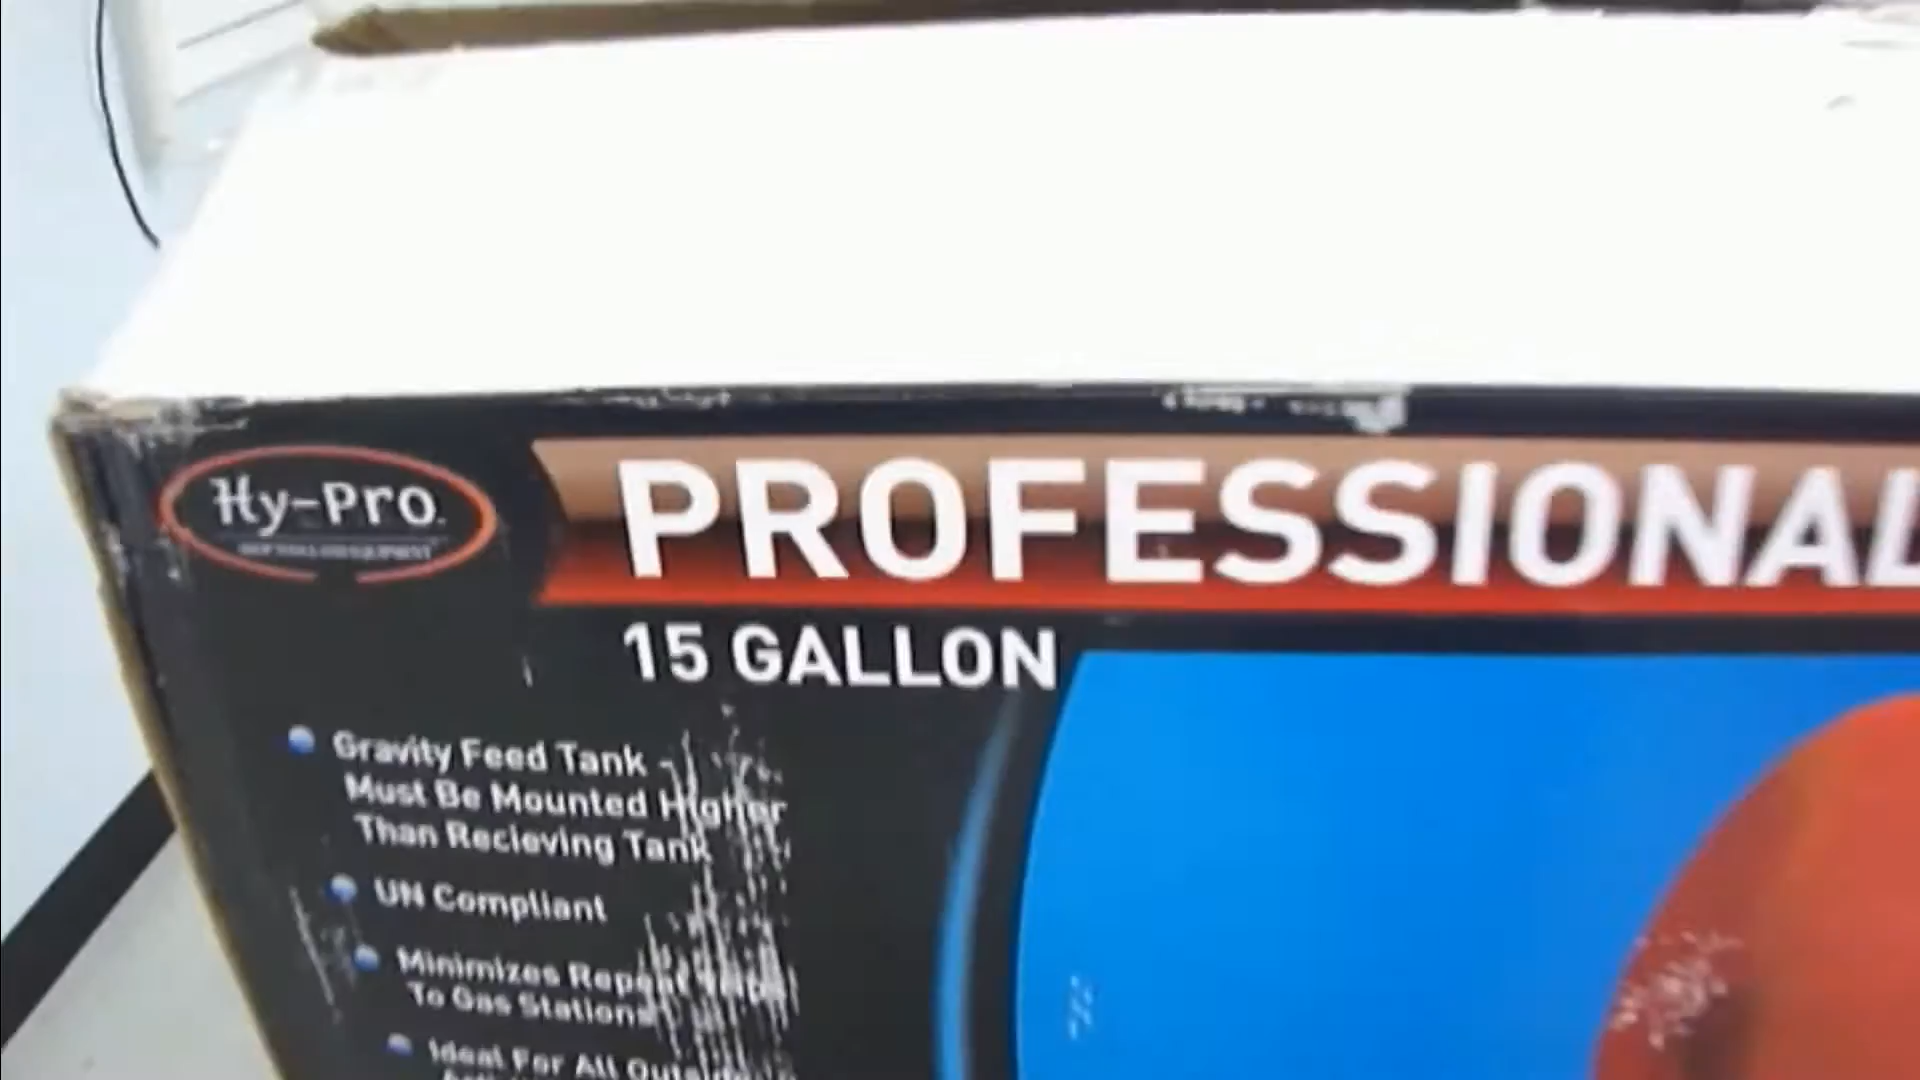 Hy-Pro
PROFESSIONAL
15 GALLON
Gravity Feed Tank -
Must Be Mounted Higher
Than Recieving Tank
UN Compliant
Minimizes Repeat Trips
To Gas Stations
Ideal For All